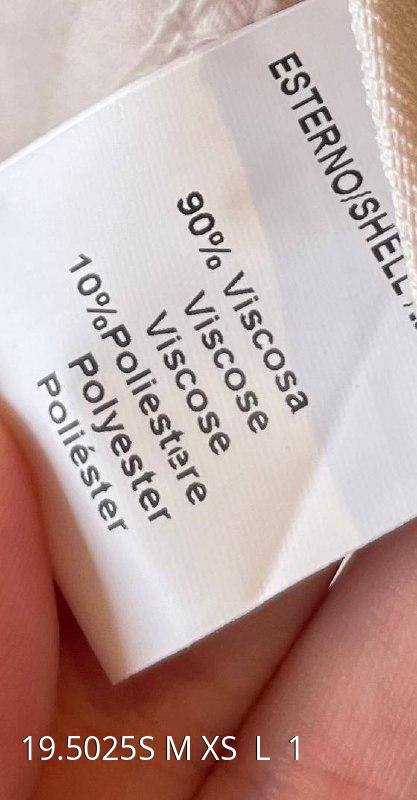 ESTERNO/SHELL
90% Viscosa
Viscose
Viscose
10%Poliestere
Polyester
Poliéster
19.5025S M XS L 1